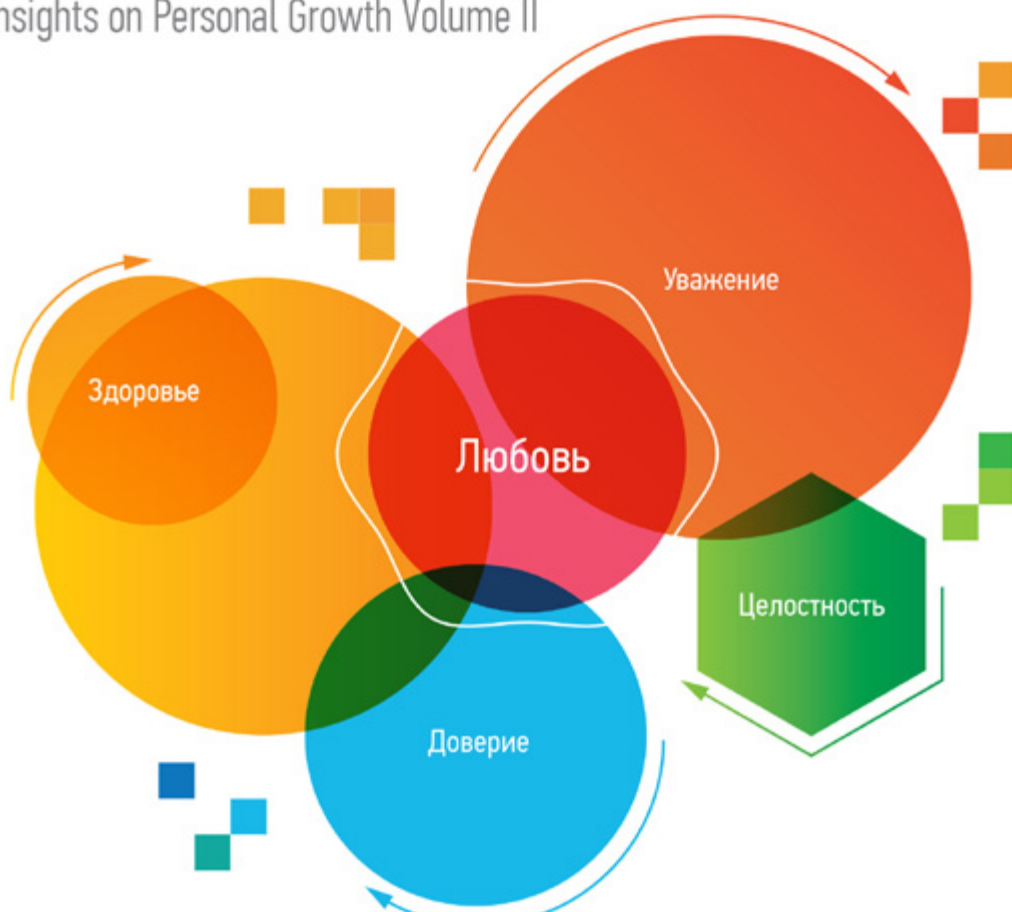 nsights on Personal Growth Volume II
Уважение
Здоровье
Любовь
Целостность
Доверие